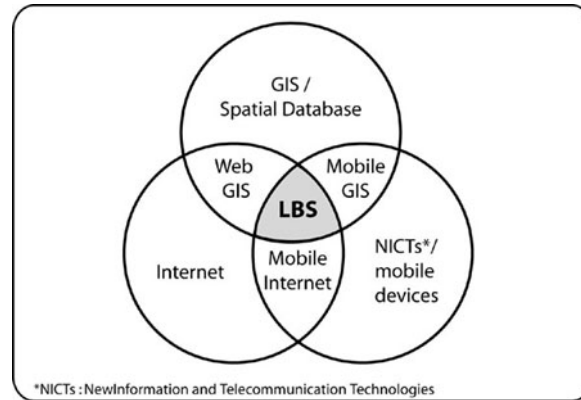 GIS /
Spatial Database
Web
GIS
Mobile
GIS
LBS
Internet
Mobile
Internet
NICTs*/
mobile
devices
*NICTs : NewInformation and Telecommunication Technologies